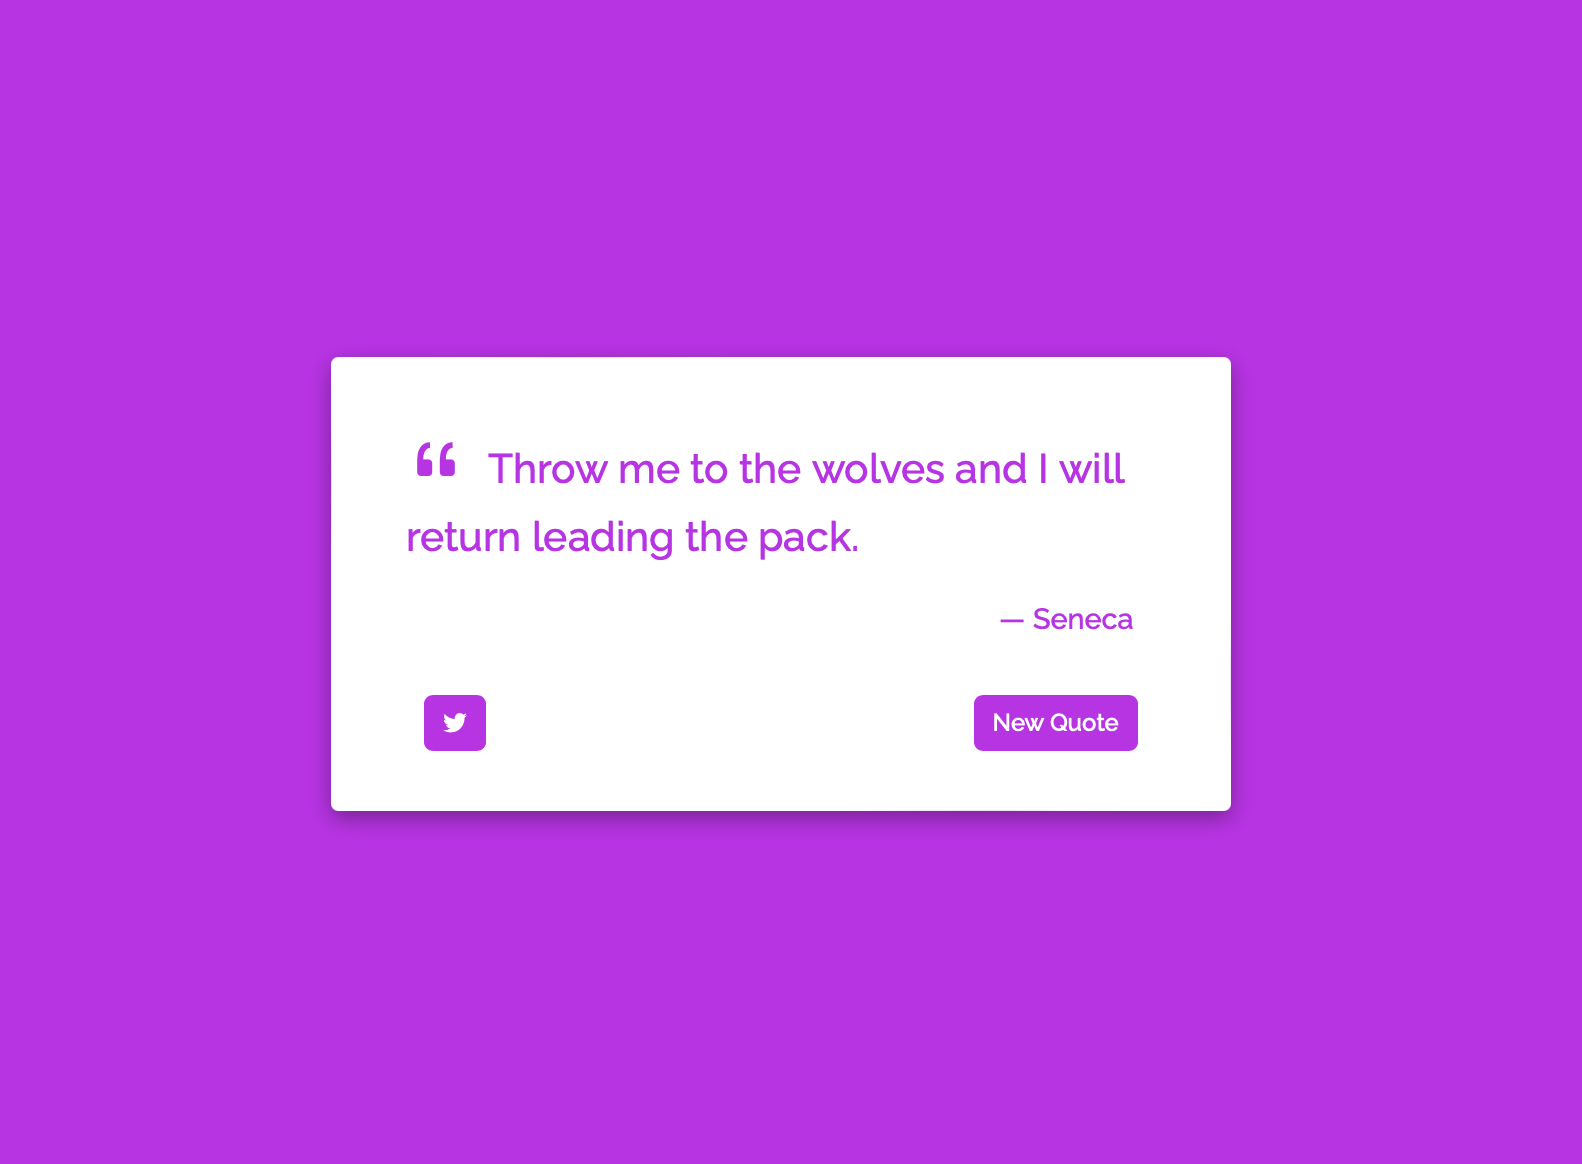 “ Throw me to the wolves and I will
return leading the pack.
— Seneca
New Quote